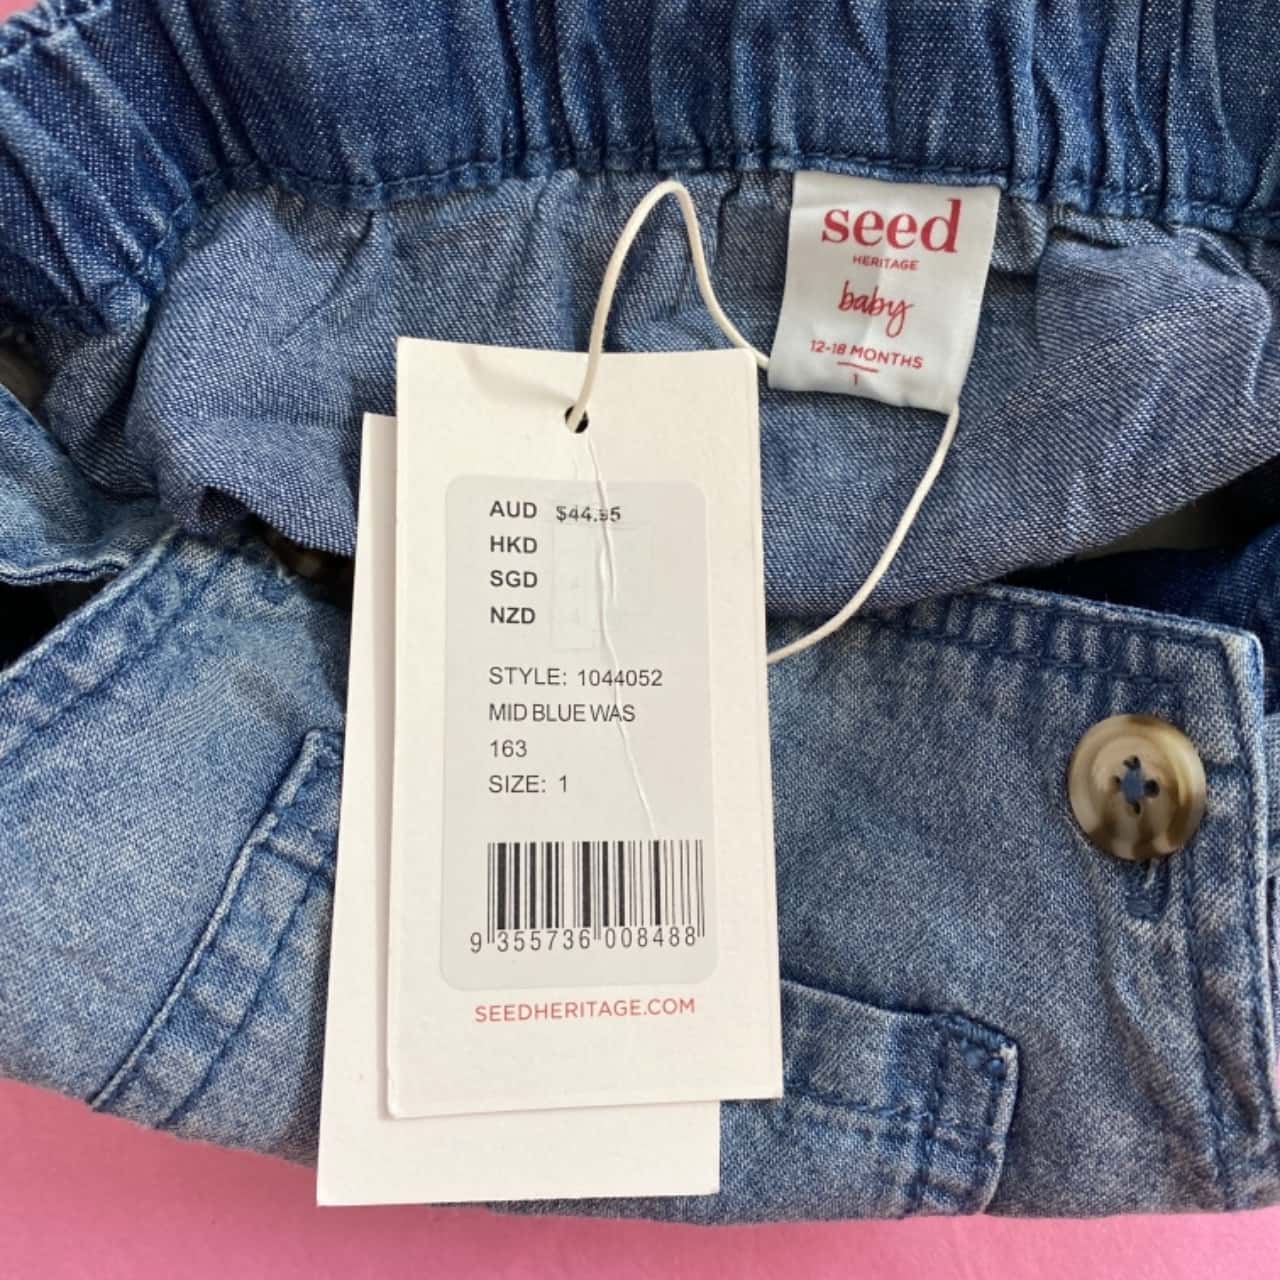 seed
HERITAGE
baby
12-18 MONTHS
1
AUD $44.95
HKD
SGD
NZD
STYLE: 1044052
MID BLUE WAS
163
SIZE: 1
9 355736 008488
SEEDHERITAGE.COM